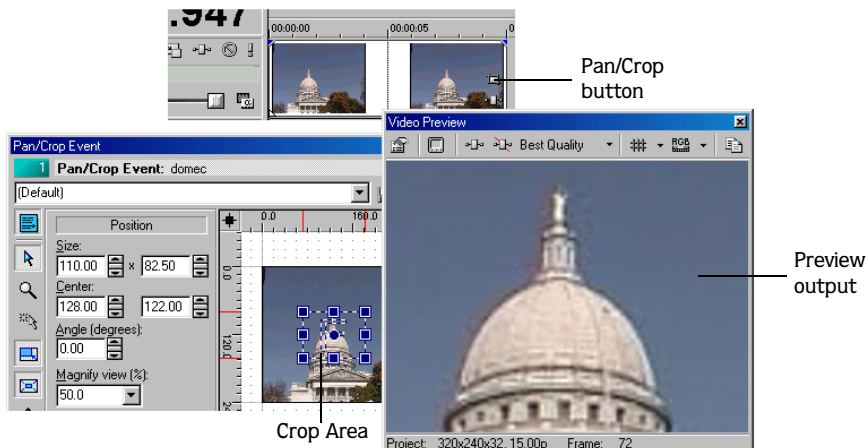 .947
00:00:00
00:00:05
Pan/Crop
button
Video Preview
Best Quality
RGB
Pan/Crop Event
1
Pan/Crop Event: domec
(Default)
Position
Size:
110.00 x 82.50
Center:
128.00 122.00
Angle (degrees):
0.00
Magnify view (%):
50.0
0.0
160.0
0.0
120.0
Crop Area
Preview
output
Project: 320x240x32, 15.00p Frame: 72